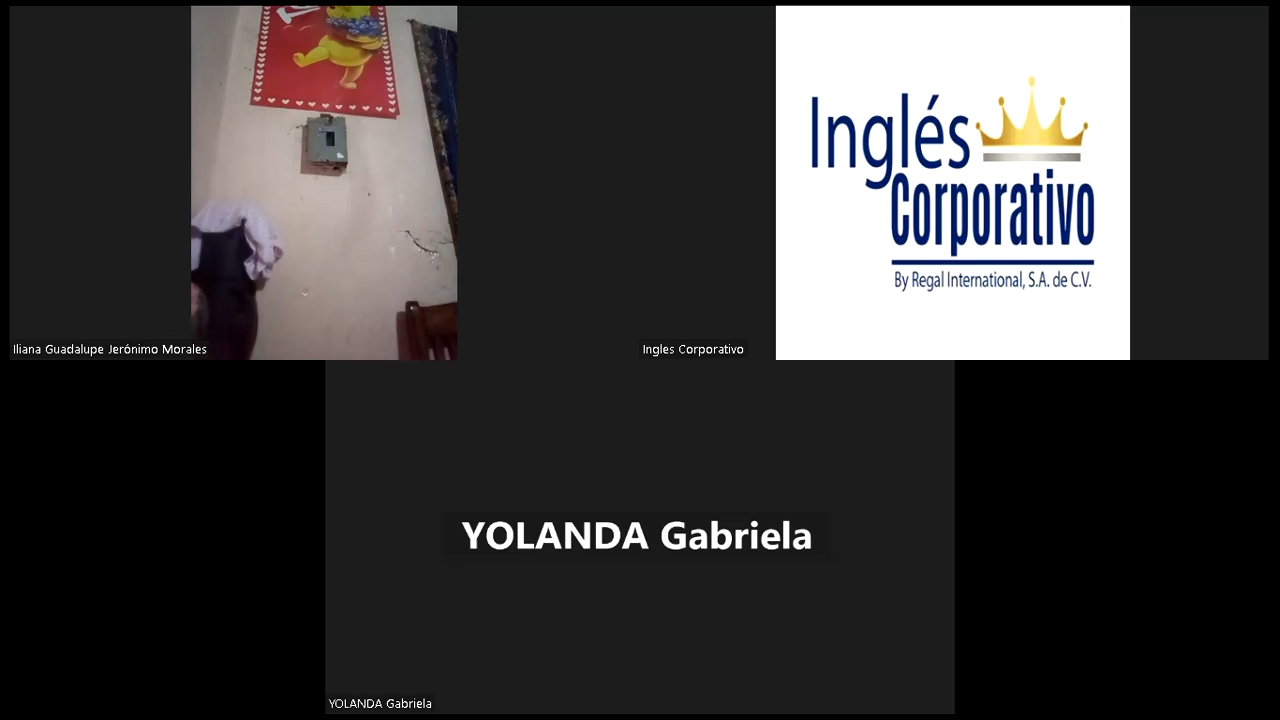 Iliana Guadalupe Jerónimo Morales
Inglés
Corporativo
By Regal International, S.A. de C.V.
Ingles Corporativo
YOLANDA Gabriela
YOLANDA Gabriela